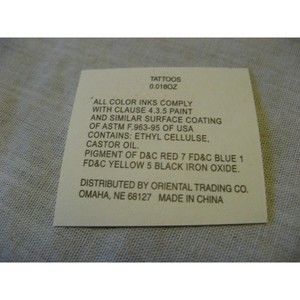 TATTOOS
0.018OZ
ALL COLOR INKS COMPLY
WITH CLAUSE 4.3.5 PAINT
AND SIMILAR SURFACE COATING
OF ASTM F.963-95 OF USA
CONTAINS: ETHYL CELLULSE,
CASTOR OIL.
PIGMENT OF D&C RED 7 FD&C BLUE 1
FD&C YELLOW 5 BLACK IRON OXIDE.
DISTRIBUTED BY ORIENTAL TRADING CO.
OMAHA, NE 68127 MADE IN CHINA